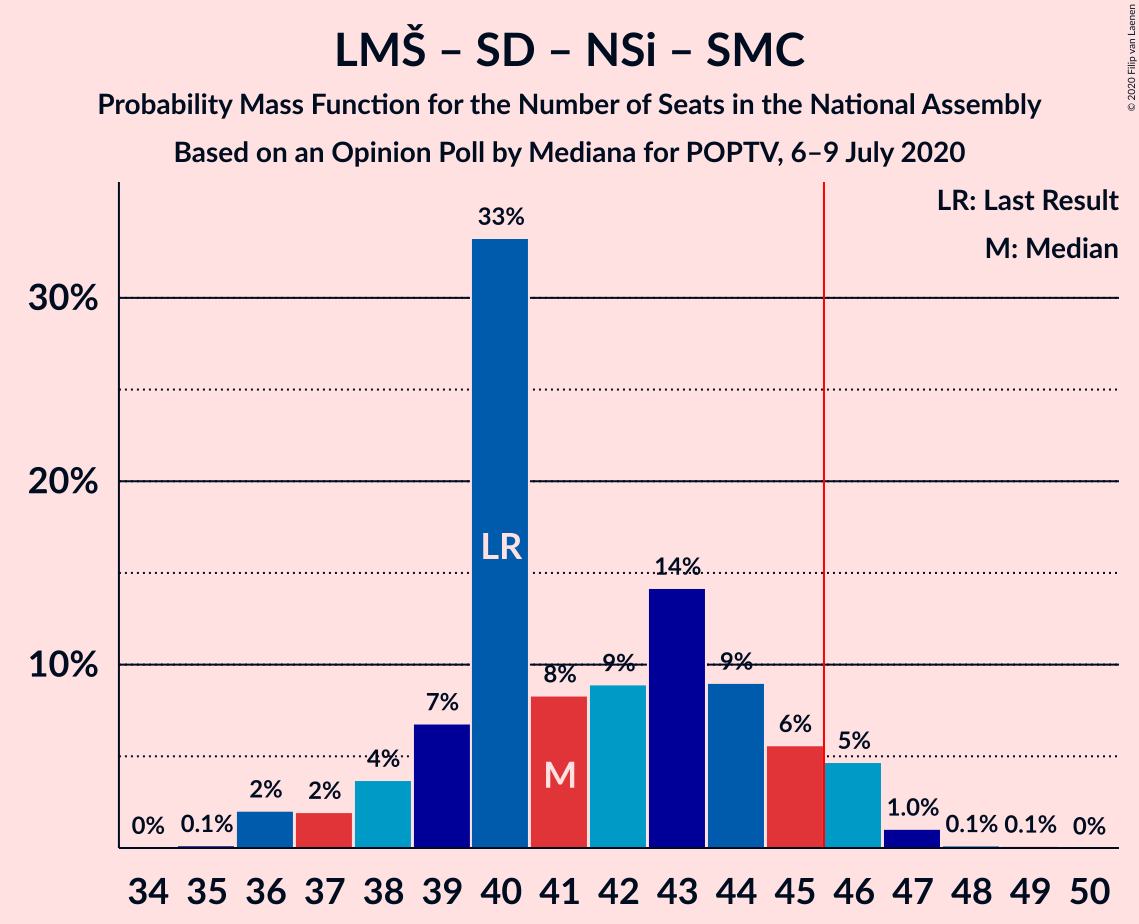 LMŠ – SD – NSi – SMC
Probability Mass Function for the Number of Seats in the National Assembly
Based on an Opinion Poll by Mediana for POPTV, 6–9 July 2020
© 2020 Filip van Laenen
LR: Last Result
M: Median
30%
20%
10%
0% 0.1% 2% 2% 4% 7% 33% 8% 9% 14% 9% 6% 5% 1.0% 0.1% 0.1% 0%
LR
M
34 35 36 37 38 39 40 41 42 43 44 45 46 47 48 49 50